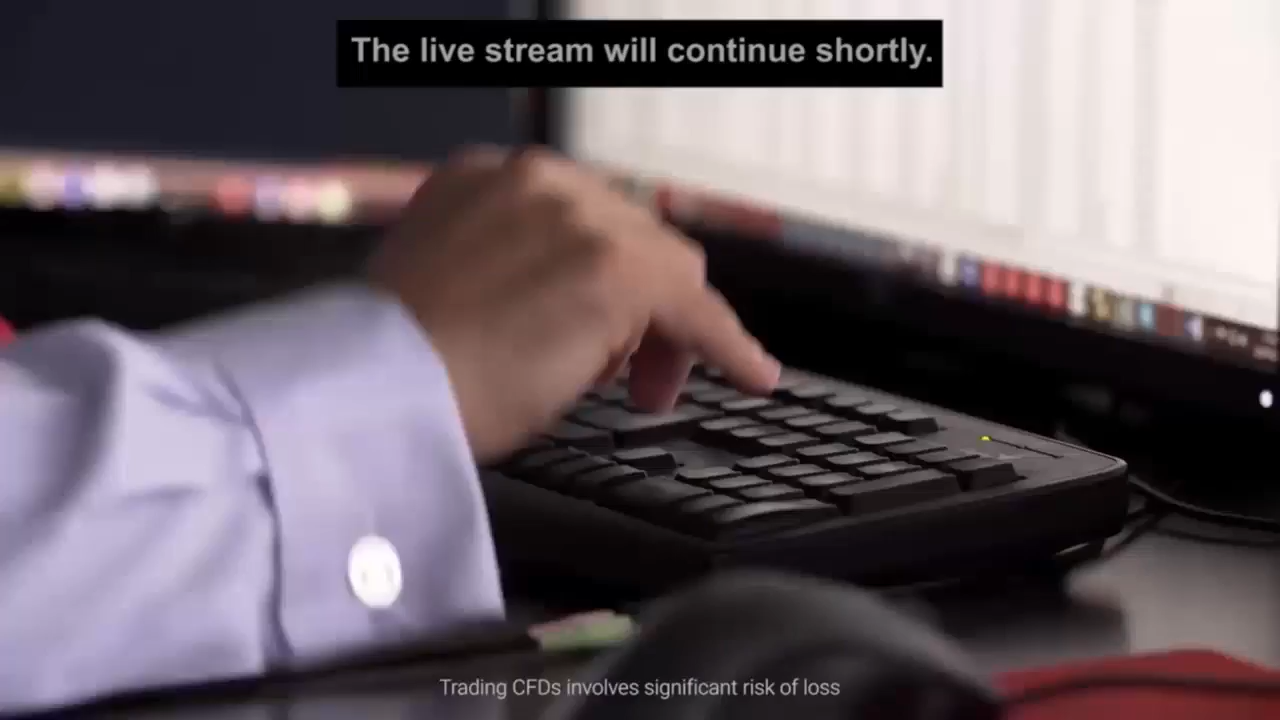 The live stream will continue shortly.
Trading CFDs involves significant risk of loss